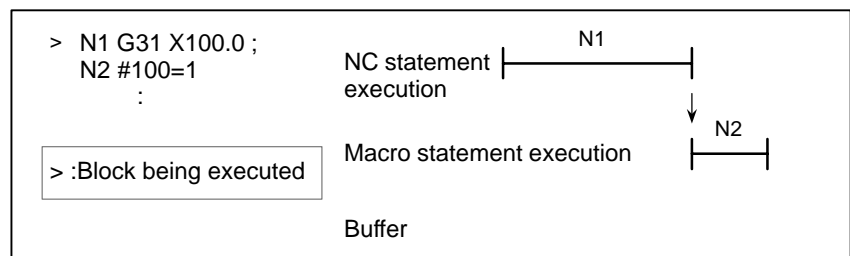 > N1 G31 X100.0 ;
N2 #100=1
:
> :Block being executed
N1
NC statement
execution
N2
Macro statement execution
Buffer